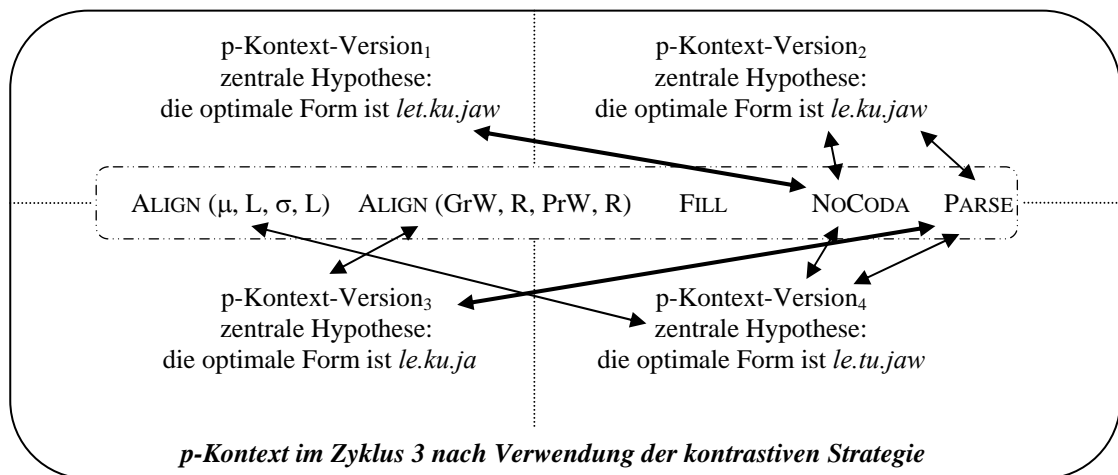 p-Kontext-Version₁
zentrale Hypothese:
die optimale Form ist let.ku.jaw
p-Kontext-Version₂
zentrale Hypothese:
die optimale Form ist le.ku.jaw
ALIGN (μ, L, σ, L) ALIGN (GrW, R, PrW, R) FILL NOCODA PARSE
p-Kontext-Version₃
zentrale Hypothese:
die optimale Form ist le.ku.ja
p-Kontext-Version₄
zentrale Hypothese:
die optimale Form ist le.tu.jaw
p-Kontext im Zyklus 3 nach Verwendung der kontrastiven Strategie